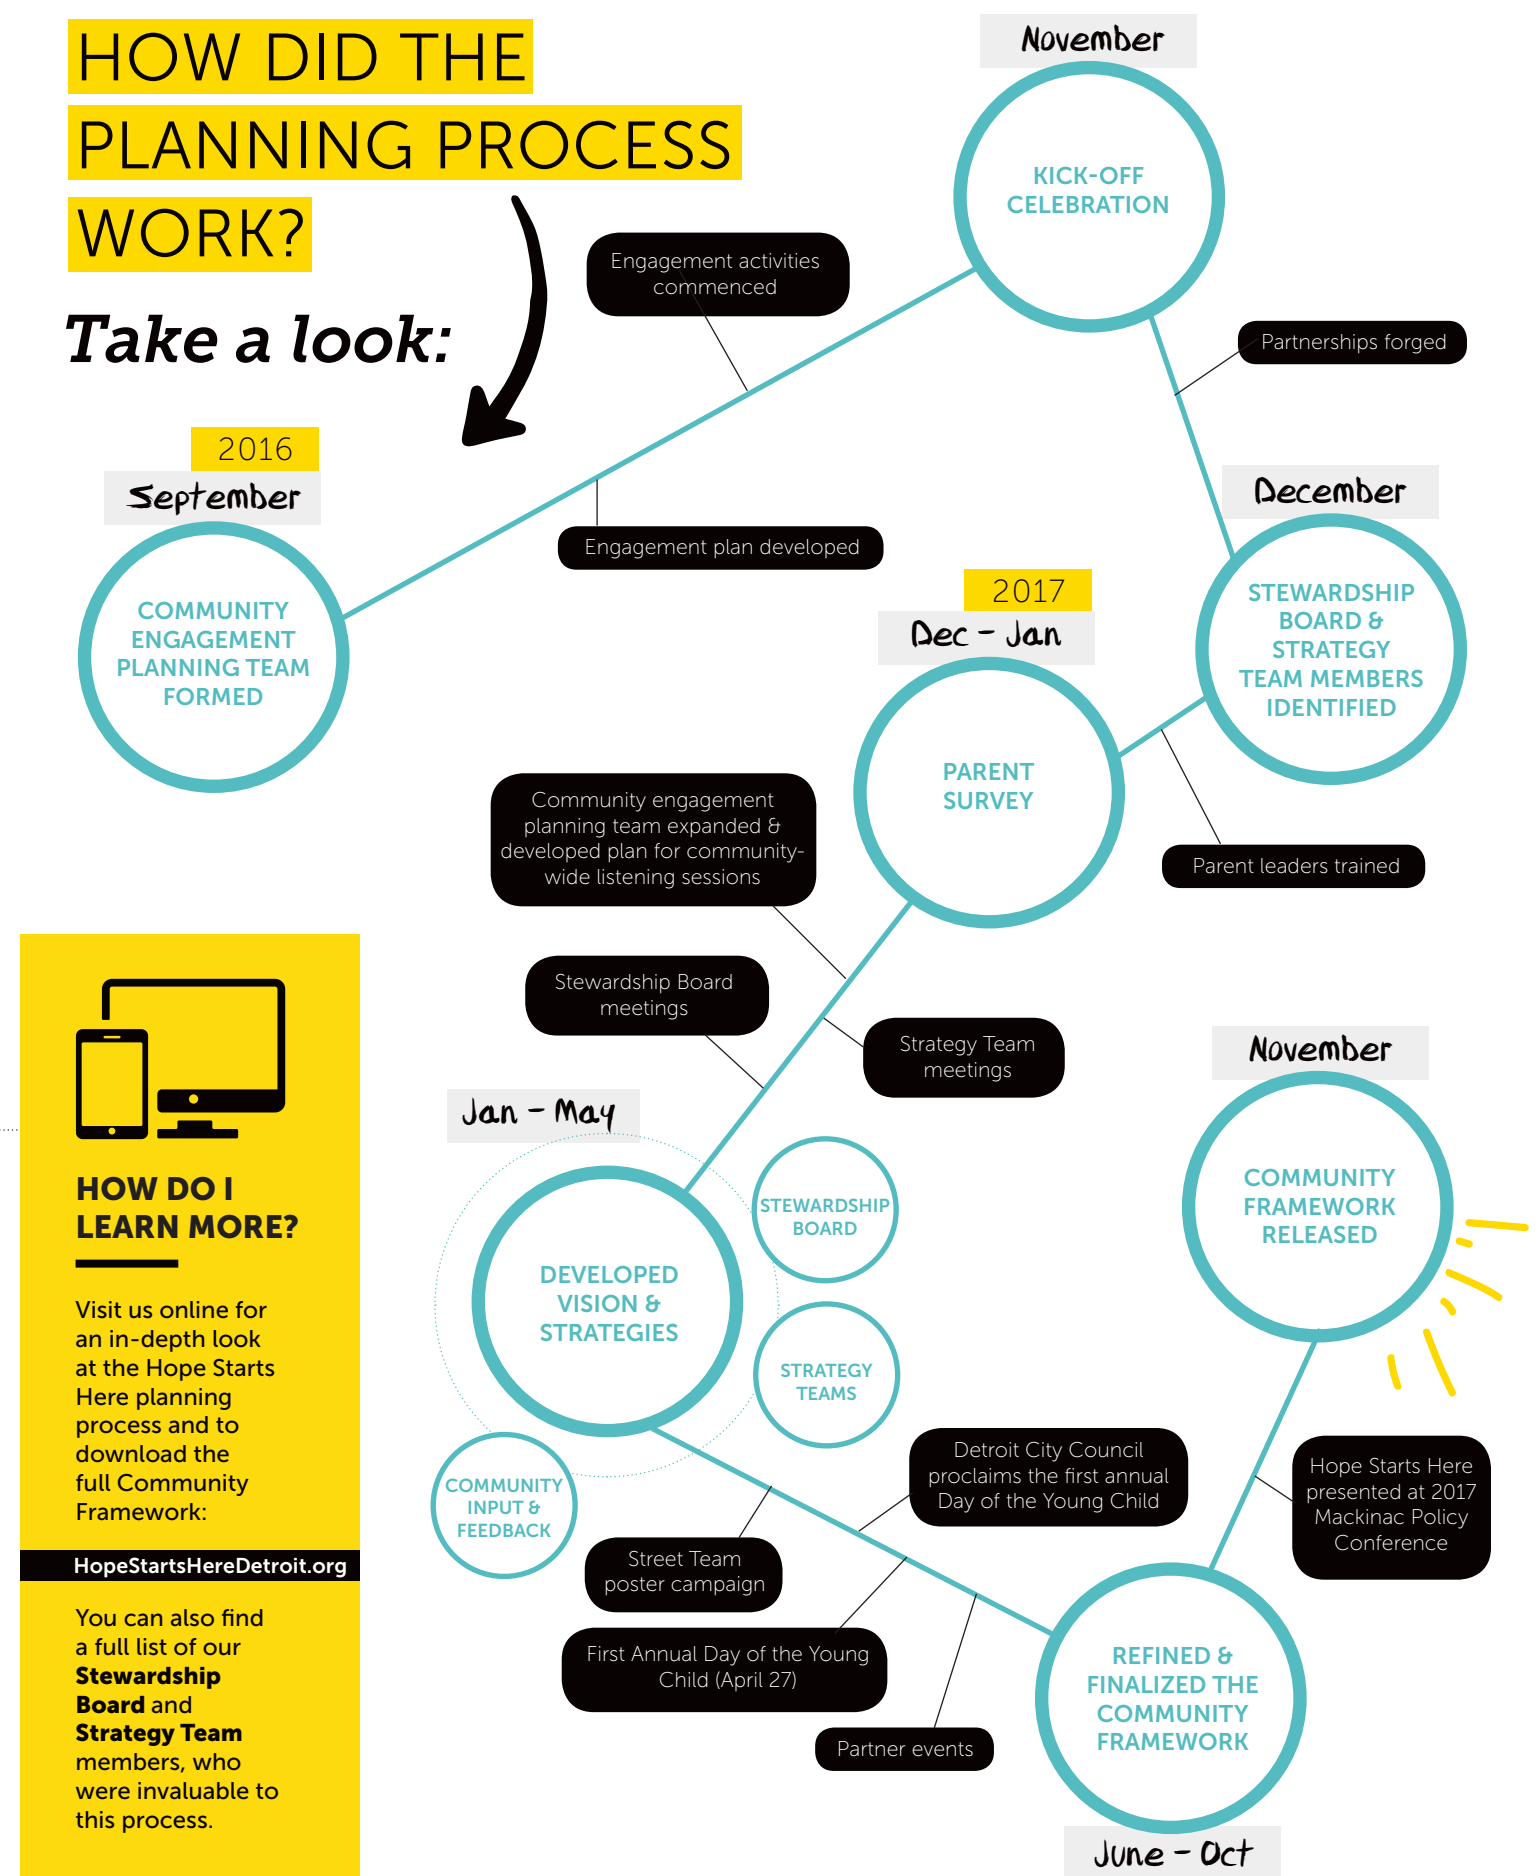 HOW DID THE
PLANNING PROCESS
WORK?
Take a look:
2016
September
COMMUNITY
ENGAGEMENT
PLANNING TEAM
FORMED
Engagement plan developed
Engagement activities
commenced
November
KICK-OFF
CELEBRATION
Partnerships forged
December
STEWARDSHIP
BOARD &
STRATEGY
TEAM MEMBERS
IDENTIFIED
Parent leaders trained
2017
Dec - Jan
PARENT
SURVEY
Community engagement
planning team expanded &
developed plan for community-
wide listening sessions
Strategy Team
meetings
Stewardship Board
meetings
Jan - May
DEVELOPED
VISION &
STRATEGIES
STEWARDSHIP
BOARD
STRATEGY
TEAMS
COMMUNITY
INPUT &
FEEDBACK
Street Team
poster campaign
Detroit City Council
proclaims the first annual
Day of the Young Child
First Annual Day of the Young
Child (April 27)
Partner events
REFINED &
FINALIZED THE
COMMUNITY
FRAMEWORK
June - Oct
Hope Starts Here
presented at 2017
Mackinac Policy
Conference
November
COMMUNITY
FRAMEWORK
RELEASED
HOW DO I
LEARN MORE?
Visit us online for
an in-depth look
at the Hope Starts
Here planning
process and to
download the
full Community
Framework:
HopeStartsHereDetroit.org
You can also find
a full list of our
Stewardship
Board and
Strategy Team
members, who
were invaluable to
this process.